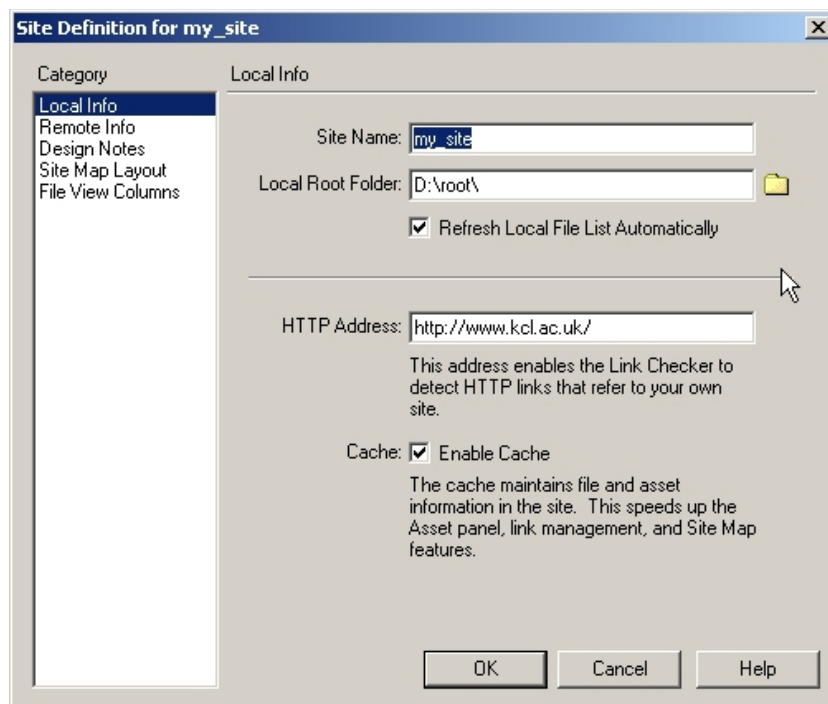 Site Definition for my_site
Category
Local Info
Local Info
Remote Info
Design Notes
Site Map Layout
File View Columns
Site Name: my_site
Local Root Folder: D:\root\
Refresh Local File List Automatically
HTTP Address: http://www.kcl.ac.uk/
This address enables the Link Checker to
detect HTTP links that refer to your own
site.
Cache: Enable Cache
The cache maintains file and asset
information in the site. This speeds up the
Asset panel, link management, and Site Map
features.
OK Cancel Help